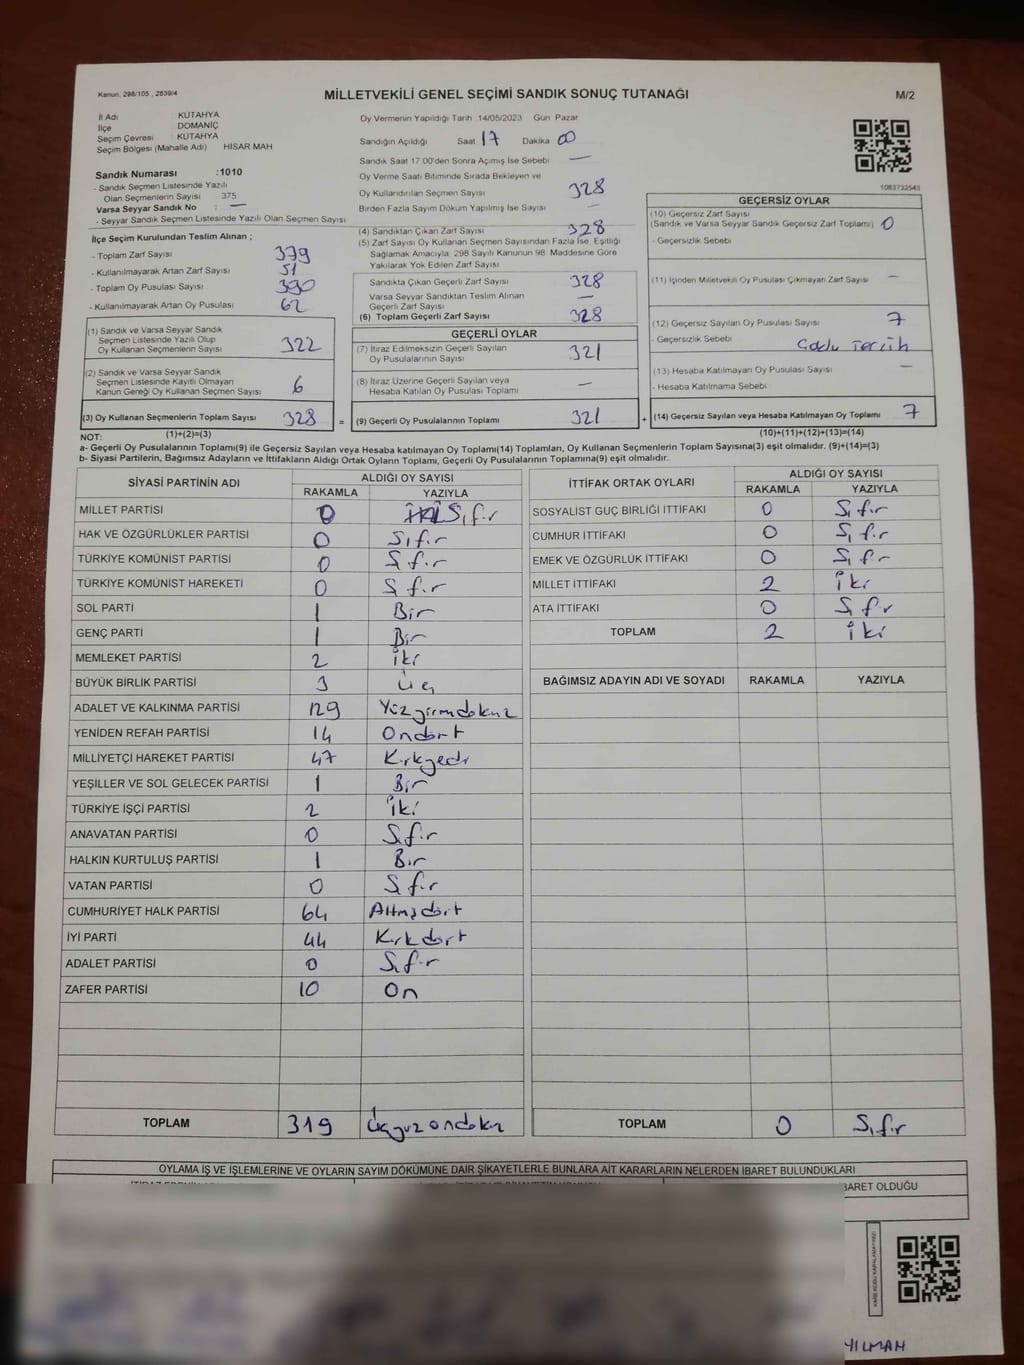 Kanun, 298/105 , 2839/4
MİLLETVEKİLİ GENEL SEÇİMİ SANDIK SONUÇ TUTANAĞI
M/2
İl Adı KÜTAHYA
İlçe DOMANİÇ
Seçim Çevresi KÜTAHYA
Seçim Bölgesi (Mahalle Adı) HİSAR MAH
Sandık Numarası :1010
- Sandık Seçmen Listesinde Yazılı
Olan Seçmenlerin Sayısı 375
Varsa Seyyar Sandık No : —
- Seyyar Sandık Seçmen Listesinde Yazılı Olan Seçmen Sayısı
Oy Vermenin Yapıldığı Tarih 14/05/2023 Gün Pazar
Sandığın Açıldığı Saat 17 Dakika 00
Sandık Saat 17:00'den Sonra Açılmış İse Sebebi —
Oy Verme Saati Bitiminde Sırada Bekleyen ve
Oy Kullandırılan Seçmen Sayısı 328
Birden Fazla Sayım Döküm Yapılmış İse Sayısı —
1083732543
İlçe Seçim Kurulundan Teslim Alınan ;
- Toplam Zarf Sayısı 379
- Kullanılmayarak Artan Zarf Sayısı 51
- Toplam Oy Pusulası Sayısı 390
- Kullanılmayarak Artan Oy Pusulası 62
(1) Sandık ve Varsa Seyyar Sandık
Seçmen Listesinde Yazılı Olup
Oy Kullanan Seçmenlerin Sayısı 322
(2) Sandık ve Varsa Seyyar Sandık
Seçmen Listesinde Kayıtlı Olmayan
Kanun Gereği Oy Kullanan Seçmen Sayısı 6
(3) Oy Kullanan Seçmenlerin Toplam Sayısı 328 =
(1)+(2)=(3)
(4) Sandıktan Çıkan Zarf Sayısı 328
(5) Zarf Sayısı Oy Kullanan Seçmen Sayısından Fazla İse, Eşitliği
Sağlamak Amacıyla, 298 Sayılı Kanunun 98. Maddesine Göre
Yakılarak Yok Edilen Zarf Sayısı
Sandıkta Çıkan Geçerli Zarf Sayısı 328
Varsa Seyyar Sandıktan Teslim Alınan
Geçerli Zarf Sayısı —
(6) Toplam Geçerli Zarf Sayısı 328
GEÇERLİ OYLAR
(7) İtiraz Edilmeksizin Geçerli Sayılan
Oy Pusulalarının Sayısı 321
(8) İtiraz Üzerine Geçerli Sayılan veya
Hesaba Katılan Oy Pusulası Toplamı —
(9) Geçerli Oy Pusulalarının Toplamı 321 +
GEÇERSİZ OYLAR
(10) Geçersiz Zarf Sayısı
(Sandık ve Varsa Seyyar Sandık Geçersiz Zarf Toplamı) 0
- Geçersizlik Sebebi
(11) İçinden Milletvekili Oy Pusulası Çıkmayan Zarf Sayısı —
(12) Geçersiz Sayılan Oy Pusulası Sayısı 7
- Geçersizlik Sebebi Çoklu Tercih
(13) Hesaba Katılmayan Oy Pusulası Sayısı —
- Hesaba Katılmama Sebebi
(14) Geçersiz Sayılan veya Hesaba Katılmayan Oy Toplamı 7
(10)+(11)+(12)+(13)=(14)
NOT:
a- Geçerli Oy Pusulalarının Toplamı(9) ile Geçersiz Sayılan veya Hesaba katılmayan Oy Toplamı(14) Toplamları, Oy Kullanan Seçmenlerin Toplam Sayısına(3) eşit olmalıdır. (9)+(14)=(3)
b- Siyasi Partilerin, Bağımsız Adayların ve İttifakların Aldığı Ortak Oyların Toplamı, Geçerli Oy Pusulalarının Toplamına(9) eşit olmalıdır.
SİYASİ PARTİNİN ADI ALDIĞI OY SAYISI
RAKAMLA YAZIYLA
MİLLET PARTİSİ 0 Sıfır
HAK VE ÖZGÜRLÜKLER PARTİSİ 0 Sıfır
TÜRKİYE KOMÜNİST PARTİSİ 0 Sıfır
TÜRKİYE KOMÜNİST HAREKETİ 0 Sıfır
SOL PARTİ 1 Bir
GENÇ PARTİ 1 Bir
MEMLEKET PARTİSİ 2 İki
BÜYÜK BİRLİK PARTİSİ 3 Üç
ADALET VE KALKINMA PARTİSİ 129 Yüzyirmidokuz
YENİDEN REFAH PARTİSİ 14 Ondört
MİLLİYETÇİ HAREKET PARTİSİ 47 Kırkyedi
YEŞİLLER VE SOL GELECEK PARTİSİ 1 Bir
TÜRKİYE İŞÇİ PARTİSİ 2 İki
ANAVATAN PARTİSİ 0 Sıfır
HALKIN KURTULUŞ PARTİSİ 1 Bir
VATAN PARTİSİ 0 Sıfır
CUMHURİYET HALK PARTİSİ 64 Altmışdört
İYİ PARTİ 44 Kırkdört
ADALET PARTİSİ 0 Sıfır
ZAFER PARTİSİ 10 On
TOPLAM 319 Üçyüzondokuz
İTTİFAK ORTAK OYLARI ALDIĞI OY SAYISI
RAKAMLA YAZIYLA
SOSYALİST GÜÇ BİRLİĞİ İTTİFAKI 0 Sıfır
CUMHUR İTTİFAKI 0 Sıfır
EMEK VE ÖZGÜRLÜK İTTİFAKI 0 Sıfır
MİLLET İTTİFAKI 2 İki
ATA İTTİFAKI 0 Sıfır
TOPLAM 2 İki
BAĞIMSIZ ADAYIN ADI VE SOYADI RAKAMLA YAZIYLA
TOPLAM 0 Sıfır
OYLAMA İŞ VE İŞLEMLERİNE VE OYLARIN SAYIM DÖKÜMÜNE DAİR ŞİKAYETLERLE BUNLARA AİT KARARLARIN NELERDEN İBARET BULUNDUKLARI
BARET OLDUĞU
YILMAN